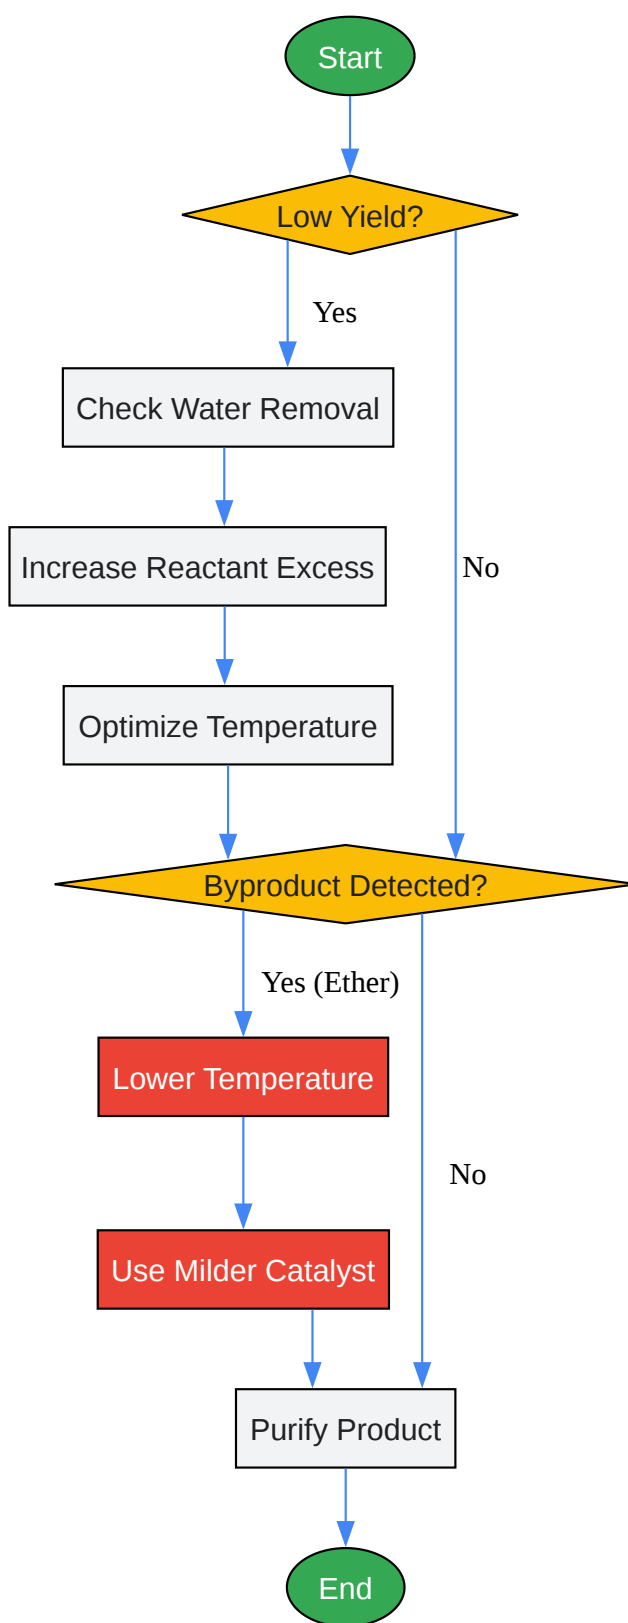 Start
Low Yield?
Yes
Check Water Removal
Increase Reactant Excess
No
Optimize Temperature
Byproduct Detected?
Yes (Ether)
Lower Temperature
No
Use Milder Catalyst
Purify Product
End